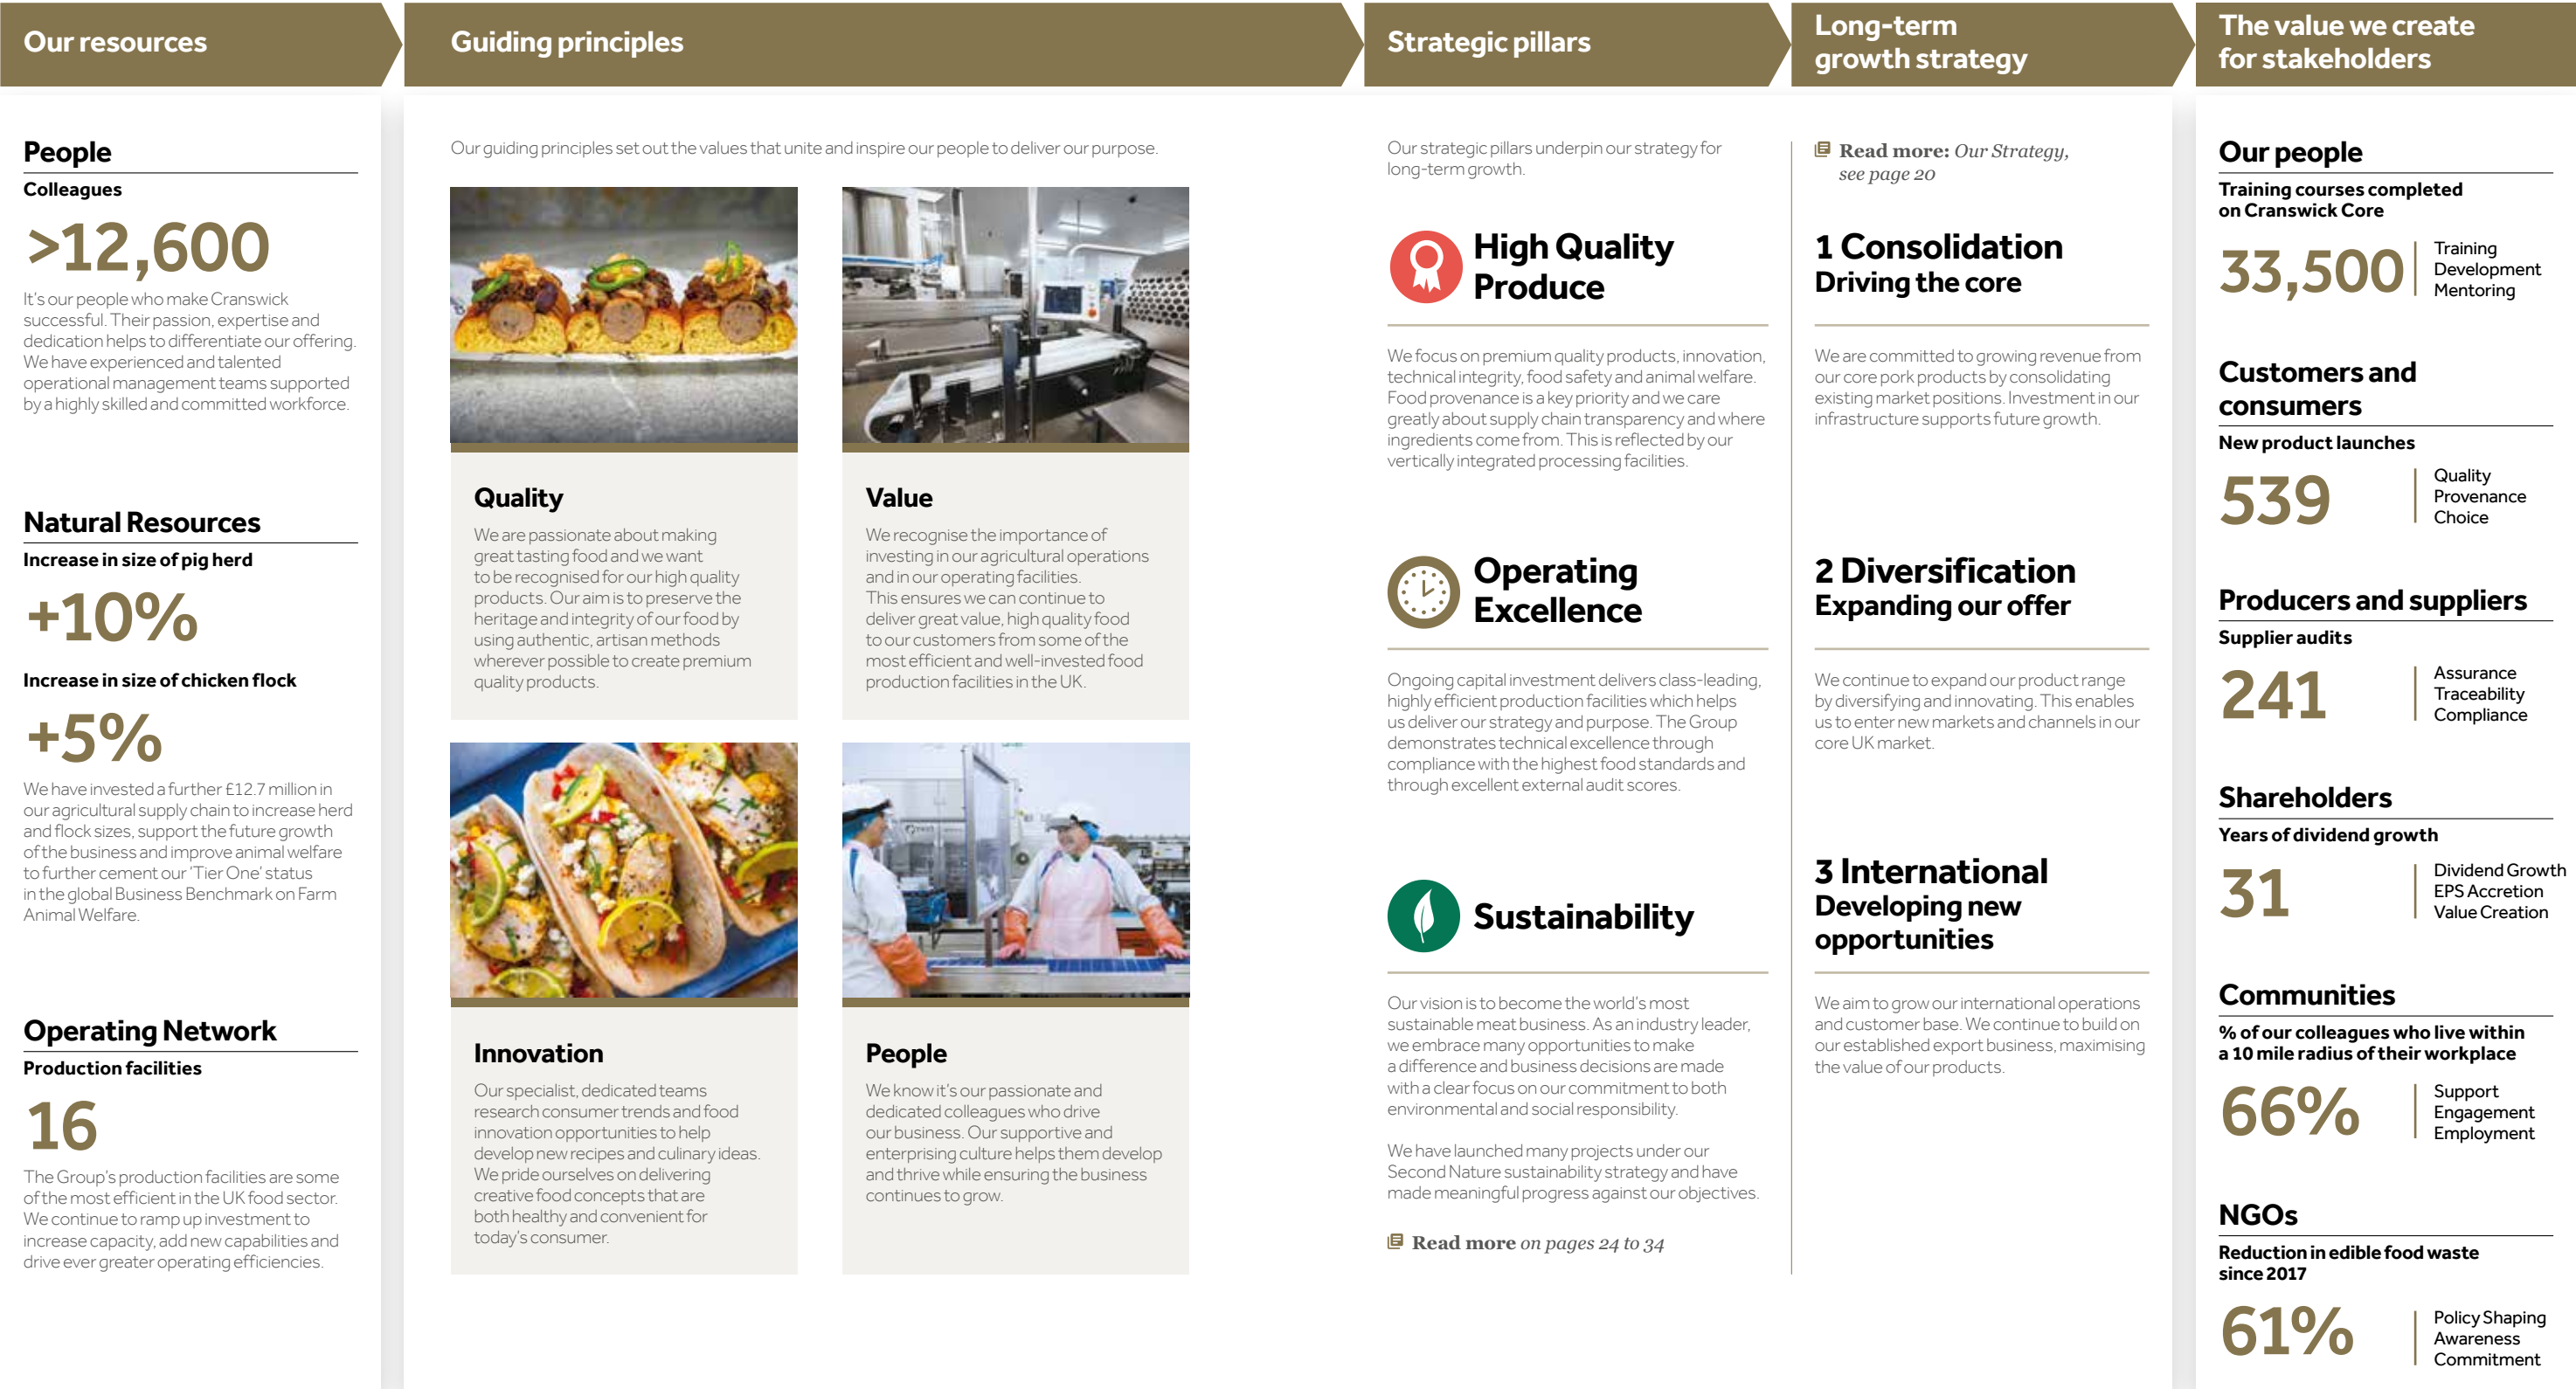 Our resources
People
Colleagues
>12,600
It's our people who make Cranswick
successful. Their passion, expertise and
dedication helps to differentiate our offering.
We have experienced and talented
operational management teams supported
by a highly skilled and committed workforce.
Natural Resources
Increase in size of pig herd
+10%
Increase in size of chicken flock
+5%
We have invested a further £12.7 million in
our agricultural supply chain to increase herd
and flock sizes, support the future growth
of the business and improve animal welfare
to further cement our 'Tier One' status
in the global Business Benchmark on Farm
Animal Welfare.
Operating Network
Production facilities
16
The Group's production facilities are some
of the most efficient in the UK food sector.
We continue to ramp up investment to
increase capacity, add new capabilities and
drive ever greater operating efficiencies.
Guiding principles
Our guiding principles set out the values that unite and inspire our people to deliver our purpose.
Quality
We are passionate about making
great tasting food and we want
to be recognised for our high quality
products. Our aim is to preserve the
heritage and integrity of our food by
using authentic, artisan methods
wherever possible to create premium
quality products.
Value
We recognise the importance of
investing in our agricultural operations
and in our operating facilities.
This ensures we can continue to
deliver great value, high quality food
to our customers from some of the
most efficient and well-invested food
production facilities in the UK.
Innovation
Our specialist, dedicated teams
research consumer trends and food
innovation opportunities to help
develop new recipes and culinary ideas.
We pride ourselves on delivering
creative food concepts that are
both healthy and convenient for
today's consumer.
People
We know it's our passionate and
dedicated colleagues who drive
our business. Our supportive and
enterprising culture helps them develop
and thrive while ensuring the business
continues to grow.
Strategic pillars
Our strategic pillars underpin our strategy for
long-term growth.
High Quality
Produce
We focus on premium quality products, innovation,
technical integrity, food safety and animal welfare.
Food provenance is a key priority and we care
greatly about supply chain transparency and where
ingredients come from. This is reflected by our
vertically integrated processing facilities.
Operating
Excellence
Ongoing capital investment delivers class-leading,
highly efficient production facilities which helps
us deliver our strategy and purpose. The Group
demonstrates technical excellence through
compliance with the highest food standards and
through excellent external audit scores.
Sustainability
Our vision is to become the world's most
sustainable meat business. As an industry leader,
we embrace many opportunities to make
a difference and business decisions are made
with a clear focus on our commitment to both
environmental and social responsibility.
We have launched many projects under our
Second Nature sustainability strategy and have
made meaningful progress against our objectives.
Read more on pages 24 to 34
Long-term
growth strategy
Read more: Our Strategy,
see page 20
1 Consolidation
Driving the core
We are committed to growing revenue from
our core pork products by consolidating
existing market positions. Investment in our
infrastructure supports future growth.
2 Diversification
Expanding our offer
We continue to expand our product range
by diversifying and innovating. This enables
us to enter new markets and channels in our
core UK market.
3 International
Developing new
opportunities
We aim to grow our international operations
and customer base. We continue to build on
our established export business, maximising
the value of our products.
The value we create
for stakeholders
Our people
Training courses completed
on Cranswick Core
33,500
Training
Development
Mentoring
Customers and
consumers
New product launches
539
Quality
Provenance
Choice
Producers and suppliers
Supplier audits
241
Assurance
Traceability
Compliance
Shareholders
Years of dividend growth
31
Dividend Growth
EPS Accretion
Value Creation
Communities
% of our colleagues who live within
a 10 mile radius of their workplace
66%
Support
Engagement
Employment
NGOs
Reduction in edible food waste
since 2017
61%
Policy Shaping
Awareness
Commitment